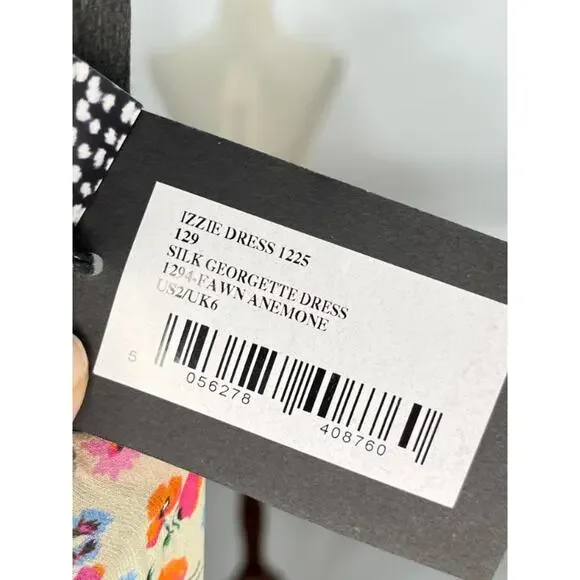 IZZIE DRESS 1225
129
SILK GEORGETTE DRESS
1294-FAWN ANEMONE
US2/UK6
5 056278 408760